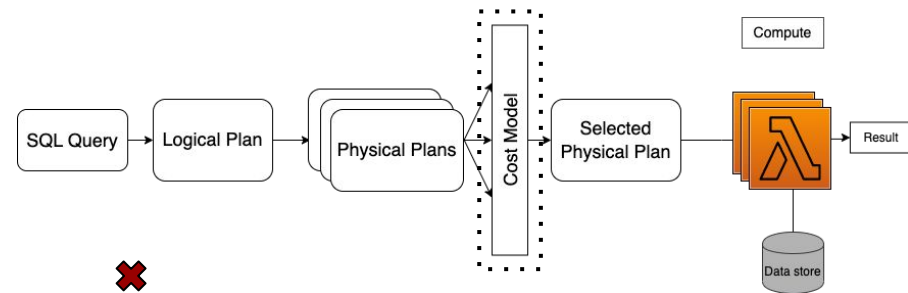 Compute
SQL Query
Logical Plan
Physical Plans
Cost Model
Selected
Physical Plan
Result
Data store